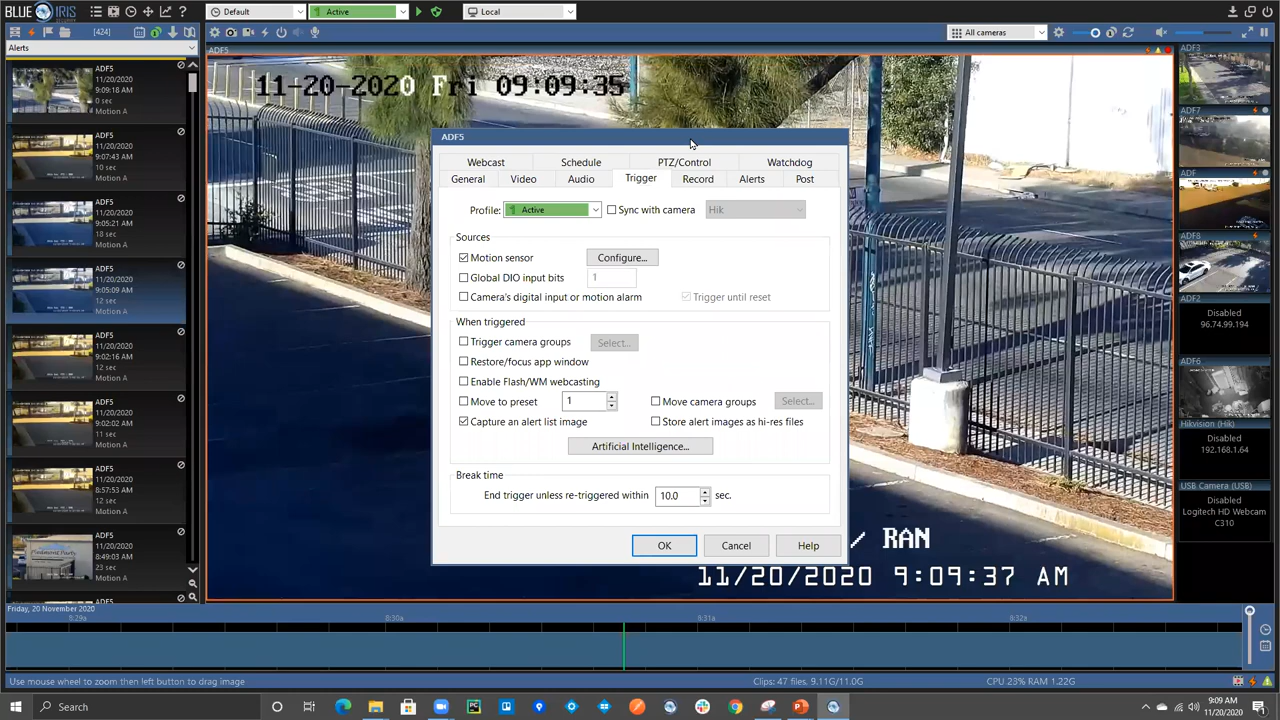 BLUE IRIS
SECURITY
Default
Active
Local
[424]
Alerts
All cameras
ADF5
11/20/2020
9:09:18 AM
0 sec
Motion A
ADF5
11/20/2020
9:07:43 AM
10 sec
Motion A
ADF5
11/20/2020
9:05:21 AM
12 sec
Motion A
ADF5
11/20/2020
9:05:09 AM
12 sec
Motion A
ADF5
11/20/2020
9:02:16 AM
12 sec
Motion A
ADF5
11/20/2020
9:02:02 AM
11 sec
Motion A
ADF5
11/20/2020
8:57:53 AM
12 sec
Motion A
ADF5
11/20/2020
8:49:03 AM
23 sec
Motion A
ADF5
ADF5
11-20-2020 Fri 09:09:35
ADF5
Webcast
Schedule
PTZ/Control
Watchdog
General
Video
Audio
Trigger
Record
Alerts
Post
Profile:
Active
Sync with camera
Hik
Sources
Motion sensor
Configure...
Global DIO input bits
1
Camera's digital input or motion alarm
Trigger until reset
When triggered
Trigger camera groups
Select...
Restore/focus app window
Enable Flash/WM webcasting
Move to preset
1
Move camera groups
Select...
Capture an alert list image
Store alert images as hi-res files
Artificial Intelligence...
Break time
End trigger unless re-triggered within
10.0
sec.
OK
Cancel
Help
/ RAN
11/20/2020 9:09:37 AM
ADF3
ADF7
ADF
ADF8
ADF2
Disabled
96.74.99.194
ADF6
Hikvision (Hik)
Disabled
192.168.1.64
USB Camera (USB)
Disabled
Logitech HD Webcam
C310
Friday, 20 November 2020
8:29a
8:30a
8:31a
8:32a
Use mouse wheel to zoom then left button to drag image
Clips: 47 files. 9.11G/11.0G
CPU 23% RAM 1.22G
Search
9:09 AM
11/20/2020